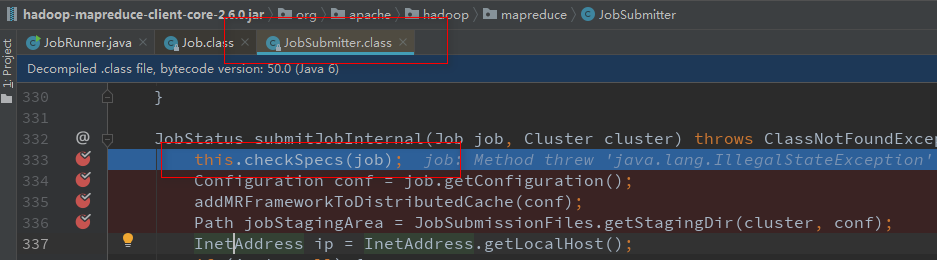 hadoop-mapreduce-client-core-2.6.0.jar org apache hadoop mapreduce JobSubmitter
JobRunner.java × Job.class × JobSubmitter.class ×
1: Project
Decompiled .class file, bytecode version: 50.0 (Java 6)
330 }
331
332 @ JobStatus submitJobInternal(Job job, Cluster cluster) throws ClassNotFoundExce
333 this.checkSpecs(job); job: Method threw 'java.lang.IllegalStateException'
334 Configuration conf = job.getConfiguration();
335 addMRFrameworkToDistributedCache(conf);
336 Path jobStagingArea = JobSubmissionFiles.getStagingDir(cluster, conf);
337 InetAddress ip = InetAddress.getLocalHost();